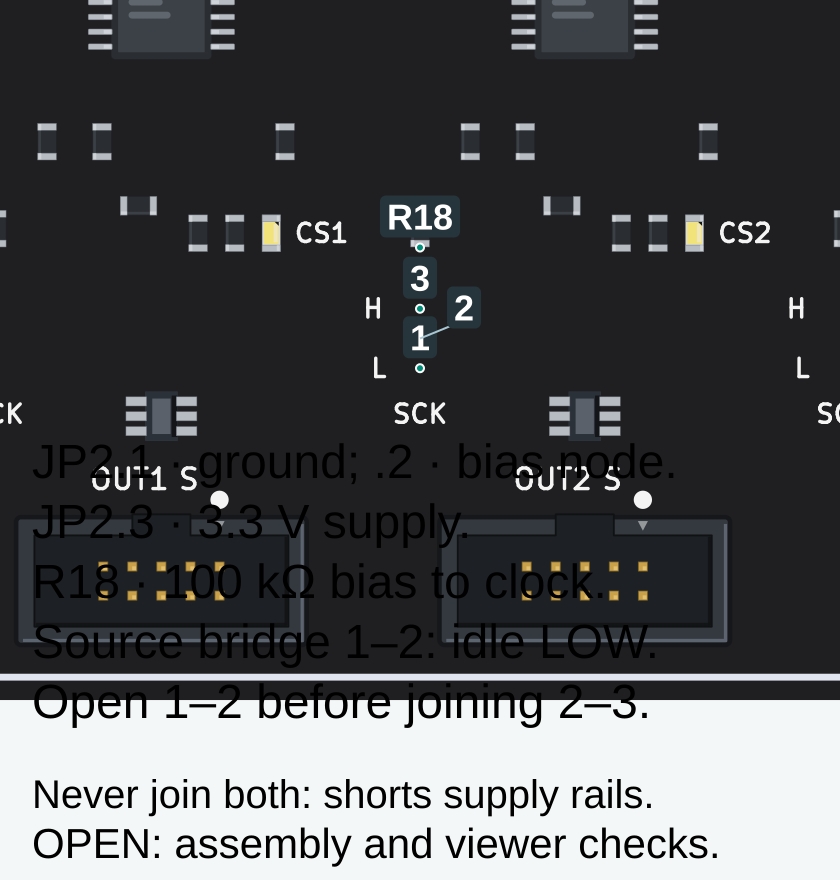 CS1
R18
CS2
3
H
2
H
1
L
L
CK
SCK
SC
JP2.1 · ground; .2 · bias node.
OUT1 S
OUT2 S
JP2.3 · 3.3 V supply.
R18 · 100 kΩ bias to clock.
Source bridge 1–2: idle LOW.
Open 1–2 before joining 2–3.
Never join both: shorts supply rails.
OPEN: assembly and viewer checks.